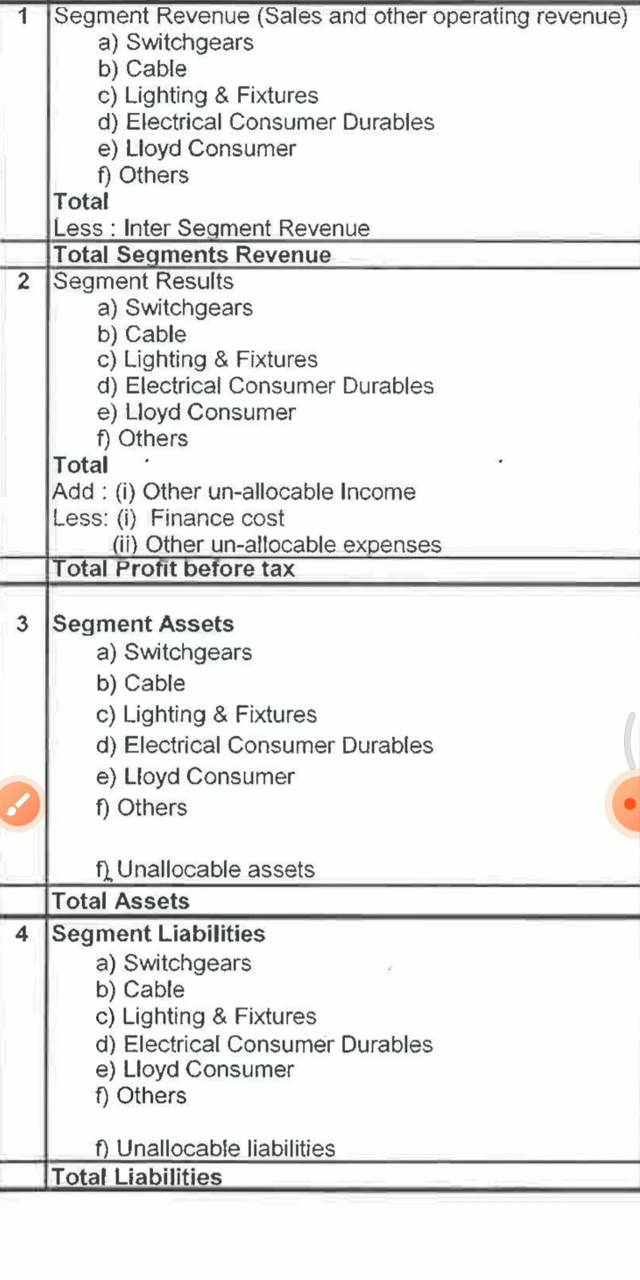 1 Segment Revenue (Sales and other operating revenue)
a) Switchgears
b) Cable
c) Lighting & Fixtures
d) Electrical Consumer Durables
e) Lloyd Consumer
f) Others
Total
Less : Inter Segment Revenue
Total Segments Revenue
2 Segment Results
a) Switchgears
b) Cable
c) Lighting & Fixtures
d) Electrical Consumer Durables
e) Lloyd Consumer
f) Others
Total
Add : (i) Other un-allocable Income
Less: (i) Finance cost
(ii) Other un-allocable expenses
Total Profit before tax
3 Segment Assets
a) Switchgears
b) Cable
c) Lighting & Fixtures
d) Electrical Consumer Durables
e) Lloyd Consumer
f) Others
f) Unallocable assets
Total Assets
4 Segment Liabilities
a) Switchgears
b) Cable
c) Lighting & Fixtures
d) Electrical Consumer Durables
e) Lloyd Consumer
f) Others
f) Unallocable liabilities
Total Liabilities